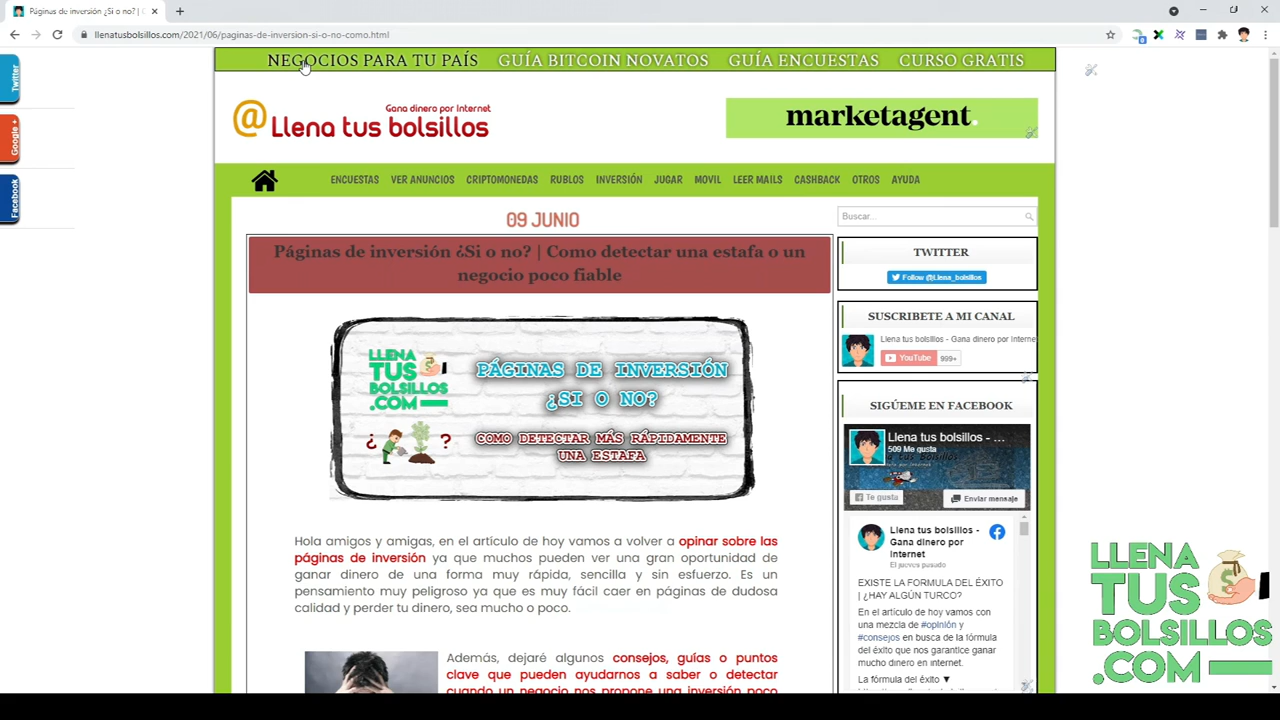 Páginas de inversión ¿Si o no? |
llenatusbolsillos.com/2021/06/paginas-de-inversion-si-o-no-como.html
NEGOCIOS PARA TU PAÍS GUÍA BITCOIN NOVATOS GUÍA ENCUESTAS CURSO GRATIS
Twitter
Google +
Facebook
Gana dinero por Internet
@Llena tus bolsillos
marketagent.
ENCUESTAS VER ANUNCIOS CRIPTOMONEDAS RUBLOS INVERSIÓN JUGAR MOVIL LEER MAILS CASHBACK OTROS AYUDA
09 JUNIO
Páginas de inversión ¿Si o no? | Como detectar una estafa o un
negocio poco fiable
LLENA
TUS
BOLSILLOS
.COM
PÁGINAS DE INVERSIÓN
¿SI O NO?
¿ ?
COMO DETECTAR MÁS RÁPIDAMENTE
UNA ESTAFA
Hola amigos y amigas, en el artículo de hoy vamos a volver a opinar sobre las
páginas de inversión ya que muchos pueden ver una gran oportunidad de
ganar dinero de una forma muy rápida, sencilla y sin esfuerzo. Es un
pensamiento muy peligroso ya que es muy fácil caer en páginas de dudosa
calidad y perder tu dinero, sea mucho o poco.
Además, dejaré algunos consejos, guías o puntos
clave que pueden ayudarnos a saber o detectar
cuando un negocio nos propone una inversión poco
Buscar...
TWITTER
Follow @Llena_bolsillos
SUSCRIBETE A MI CANAL
Llena tus bolsillos - Gana dinero por Interne
YouTube 999+
SIGÚEME EN FACEBOOK
Llena tus bolsillos - ...
509 Me gusta
Te gusta
Enviar mensaje
Llena tus bolsillos -
Gana dinero por
Internet
El jueves pasado
EXISTE LA FORMULA DEL ÉXITO
| ¿HAY ALGÚN TURCO?
En el artículo de hoy vamos con
una mezcla de #opinión y
#consejos en busca de la fórmula
del éxito que nos garantice ganar
mucho dinero en internet.
La fórmula del éxito ▼
LLENA
TUS
BOLSILLOS
.COM